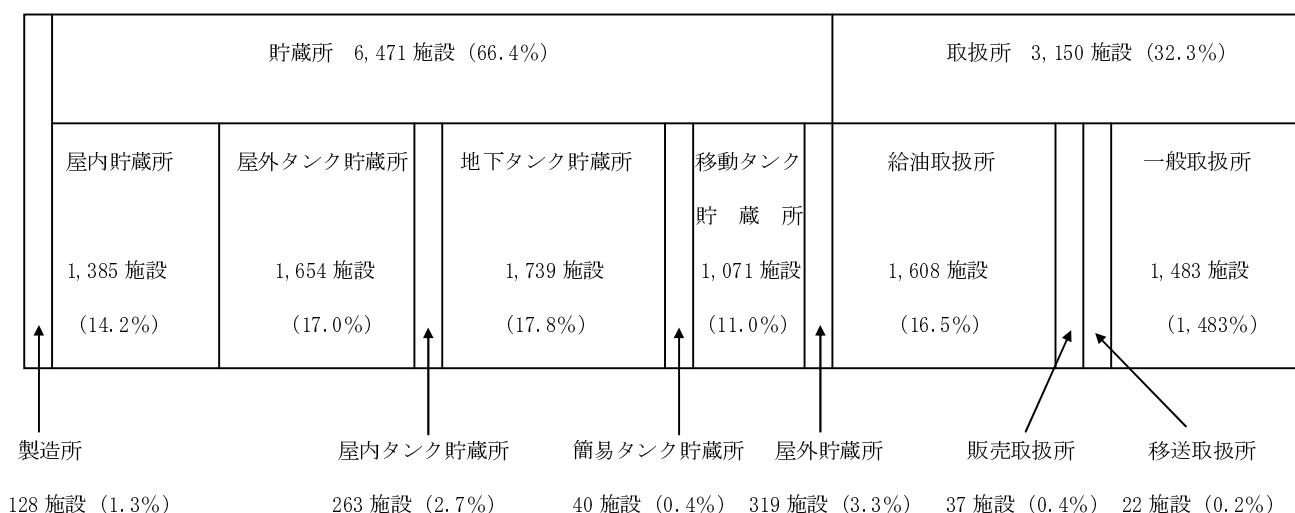 貯蔵所 6,471 施設 (66.4%)
取扱所 3,150 施設 (32.3%)
屋内貯蔵所
屋外タンク貯蔵所
地下タンク貯蔵所
移動タンク
給油取扱所
一般取扱所
貯 蔵 所
1,385 施設
1,654 施設
1,739 施設
1,071 施設
1,608 施設
1,483 施設
(14.2%)
(17.0%)
(17.8%)
(11.0%)
(16.5%)
(1,483%)
製造所
屋内タンク貯蔵所
簡易タンク貯蔵所
屋外貯蔵所
販売取扱所
移送取扱所
128 施設 (1.3%)
263 施設 (2.7%)
40 施設 (0.4%)
319 施設 (3.3%)
37 施設 (0.4%)
22 施設 (0.2%)